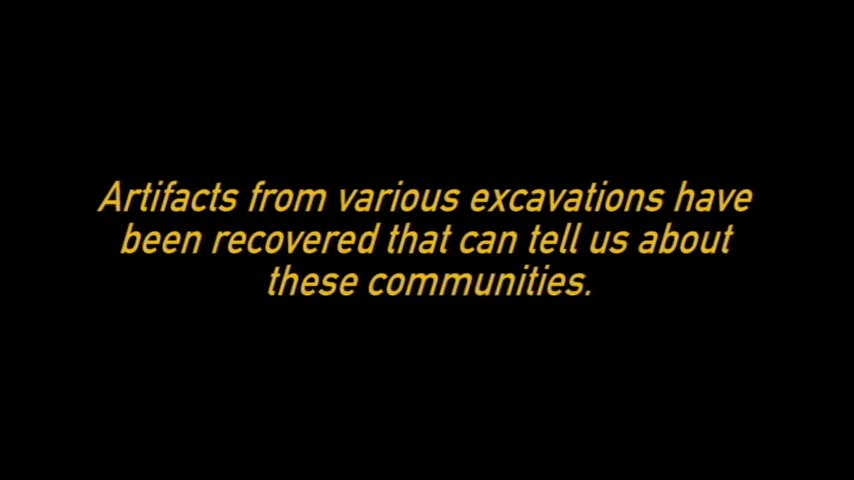 Artifacts from various excavations have
been recovered that can tell us about
these communities.